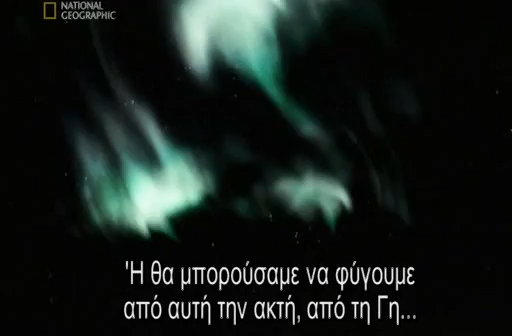 NATIONAL
GEOGRAPHIC
Ή θα μπορούσαμε να φύγουμε
από αυτή την ακτή, από τη Γη...